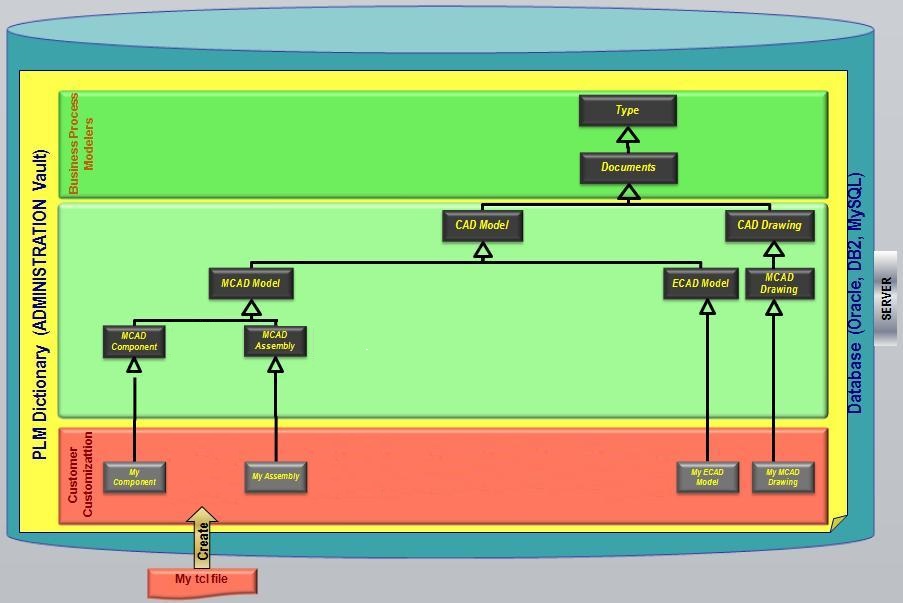 Business Process
Modelers
Type
Documents
CAD Model
CAD Drawing
MCAD Model
ECAD Model
MCAD
Drawing
MCAD
Component
MCAD
Assembly
PLM Dictionary (ADMINISTRATION Vault)
Database (Oracle, DB2, MySQL)
SERVER
Customer
Customizattion
My
Component
My Assembly
My ECAD
Model
My MCAD
Drawing
Create
My tcl file